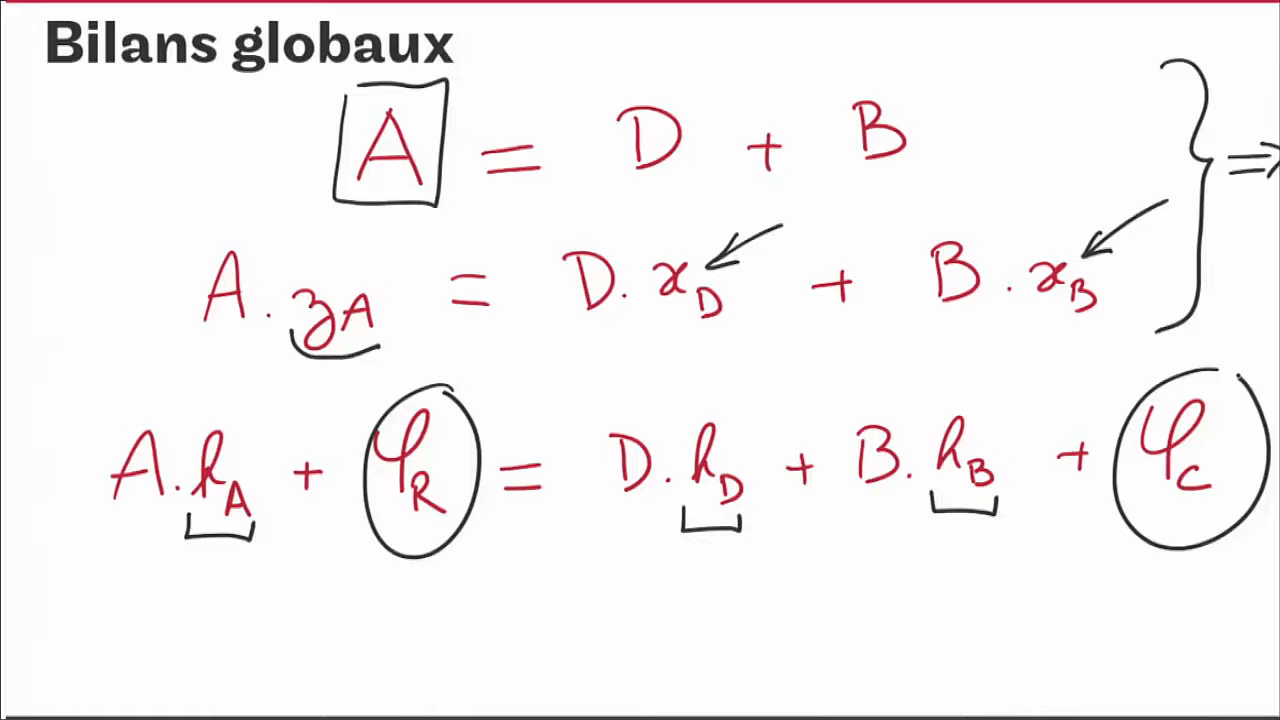 Bilans globaux
A = D + B
A . zA = D . xD + B . xB } ⇒
A . hA + φR = D . hD + B . hB + φC